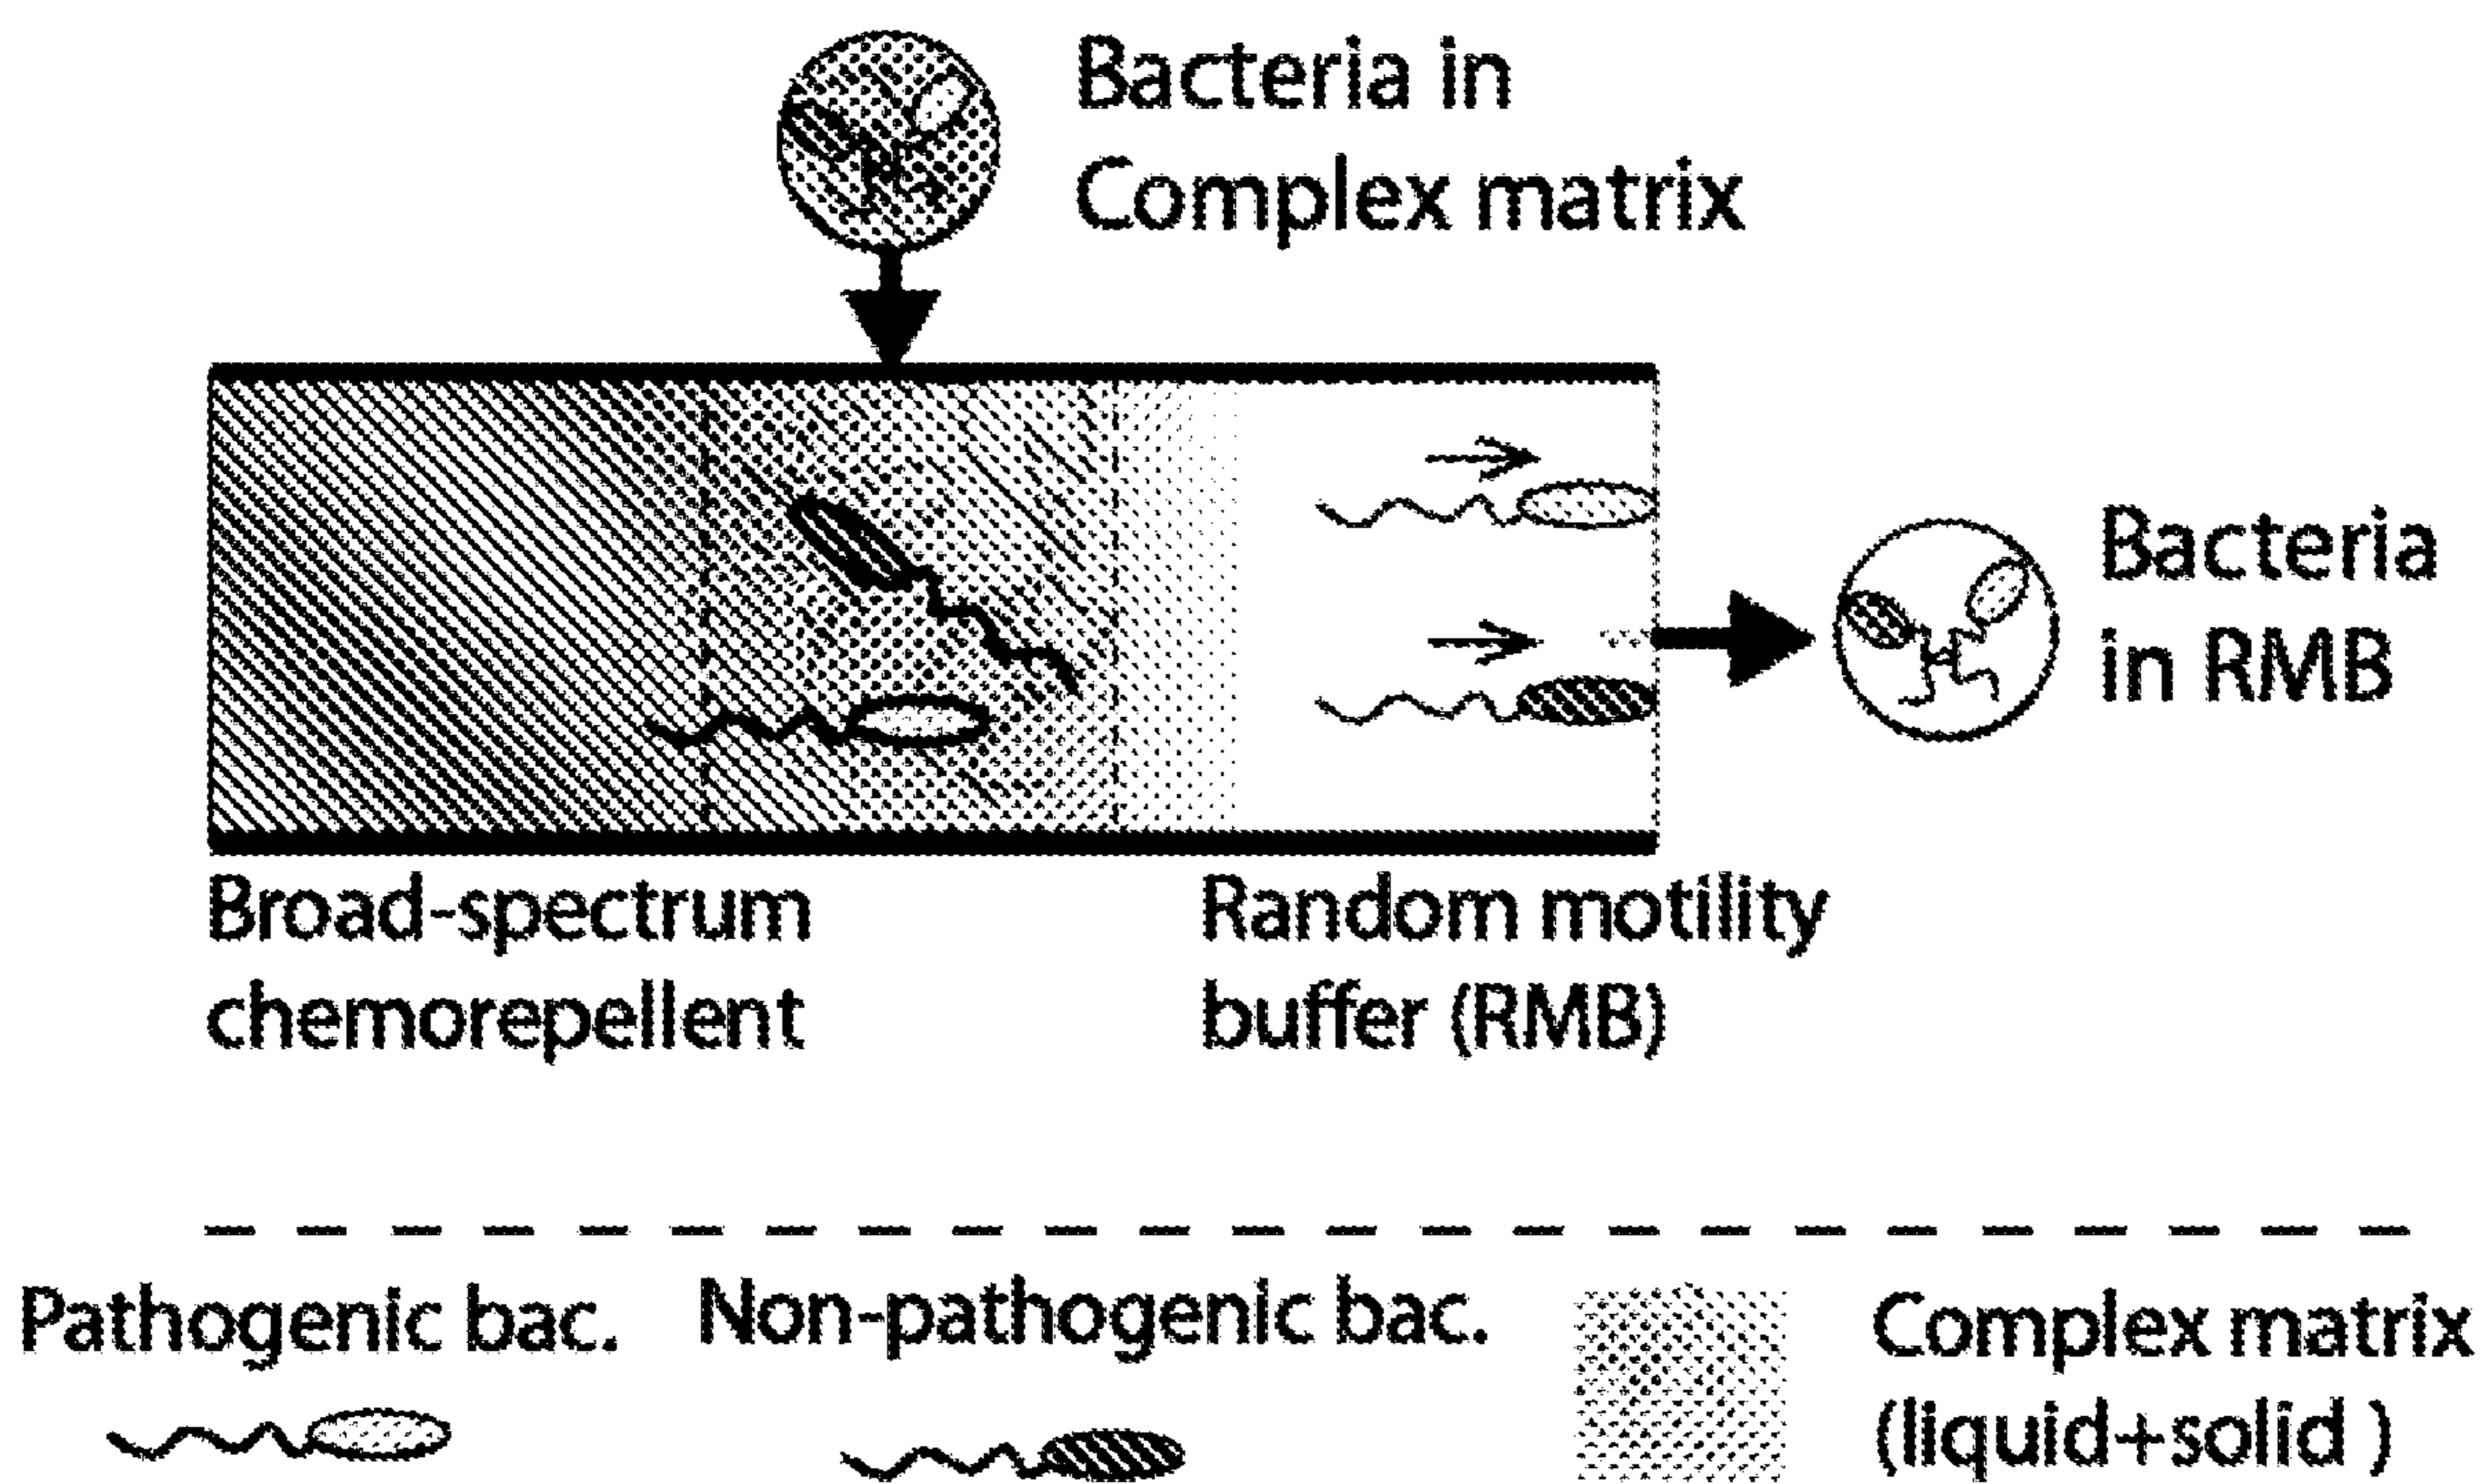 Bacteria in
Complex matrix
Bacteria
in RMB
Broad-spectrum
chemorepellent
Random motility
buffer (RMB)
Pathogenic bac.
Non-pathogenic bac.
Complex matrix
(liquid+solid )